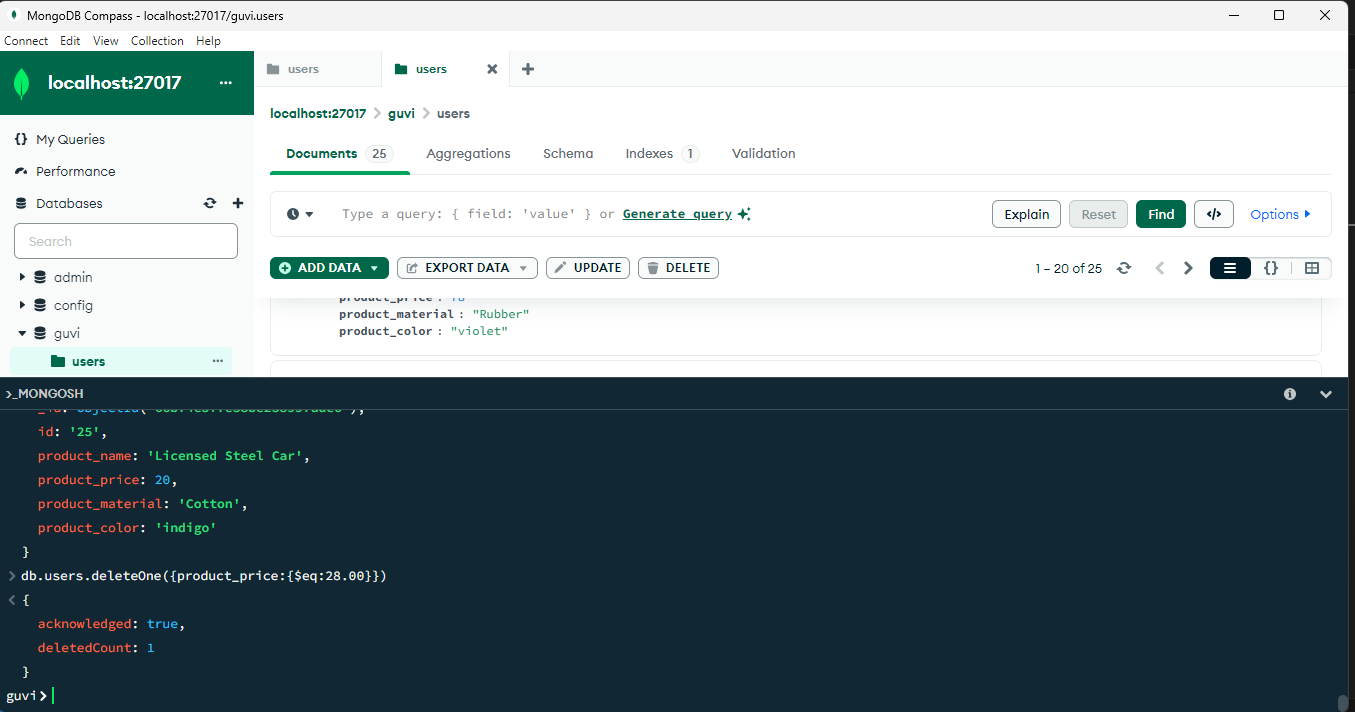 MongoDB Compass - localhost:27017/guvi.users
Connect Edit View Collection Help
localhost:27017 ...
users users
localhost:27017 > guvi > users
My Queries
Performance
Databases
Search
admin
config
guvi
users ...
Documents 25 Aggregations Schema Indexes 1 Validation
Type a query: { field: 'value' } or Generate query
Explain Reset Find </> Options
ADD DATA EXPORT DATA UPDATE DELETE 1 – 20 of 25 {}
product_price :
product_material : "Rubber"
product_color : "violet"
>_MONGOSH
id: '25',
product_name: 'Licensed Steel Car',
product_price: 20,
product_material: 'Cotton',
product_color: 'indigo'
}
> db.users.deleteOne({product_price:{$eq:28.00}})
< {
acknowledged: true,
deletedCount: 1
}
guvi>